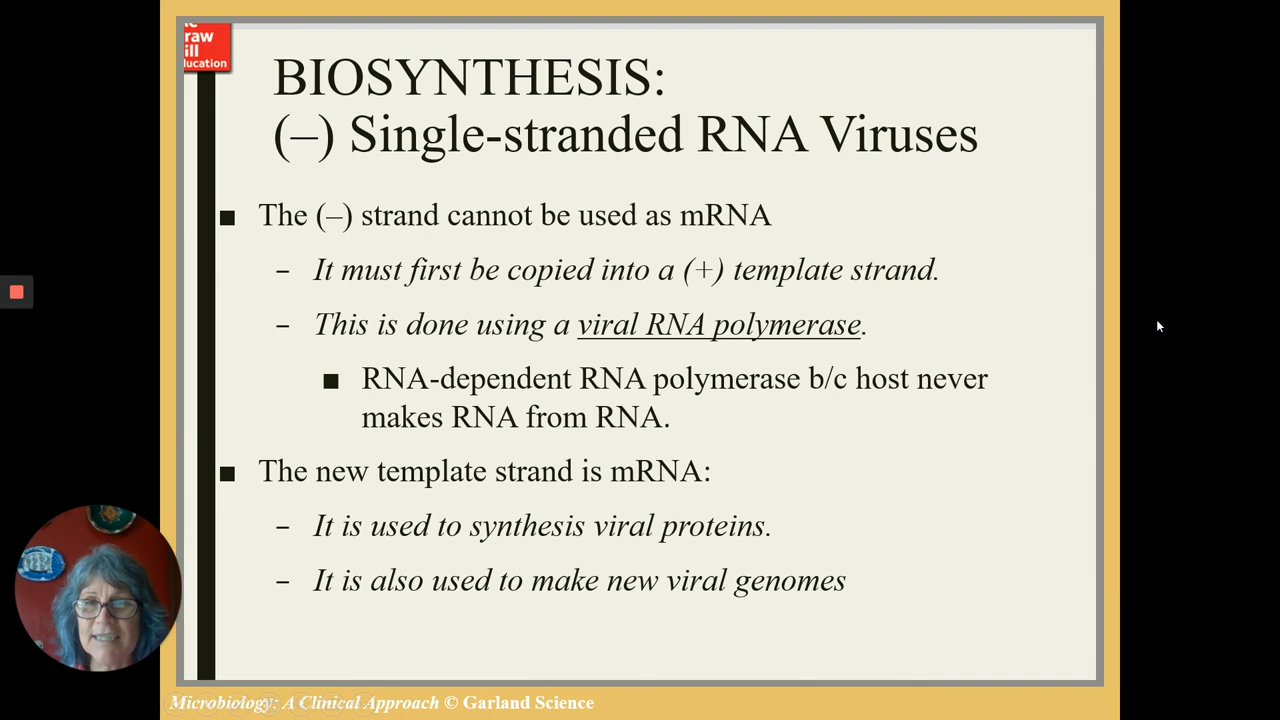 raw
ill
ucation
BIOSYNTHESIS:
(–) Single-stranded RNA Viruses
■ The (–) strand cannot be used as mRNA
– It must first be copied into a (+) template strand.
– This is done using a viral RNA polymerase.
■ RNA-dependent RNA polymerase b/c host never
makes RNA from RNA.
■ The new template strand is mRNA:
– It is used to synthesis viral proteins.
– It is also used to make new viral genomes
Microbiology: A Clinical Approach © Garland Science